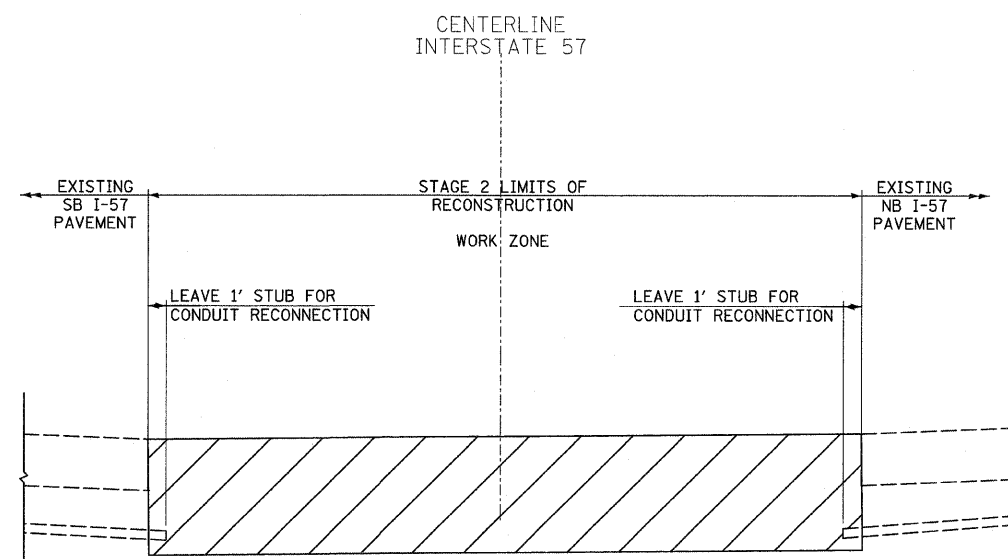 CENTERLINE
INTERSTATE 57
EXISTING
SB I-57
PAVEMENT
STAGE 2 LIMITS OF
RECONSTRUCTION
WORK ZONE
EXISTING
NB I-57
PAVEMENT
LEAVE 1' STUB FOR
CONDUIT RECONNECTION
LEAVE 1' STUB FOR
CONDUIT RECONNECTION